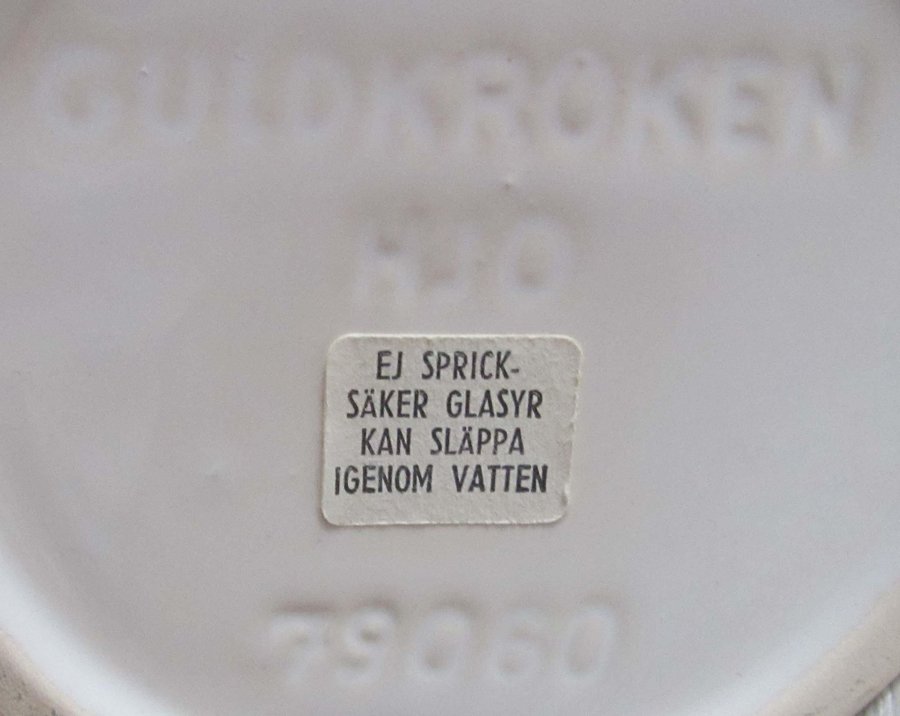 GULDKROKEN
HJO
EJ SPRICK-
SÄKER GLASYR
KAN SLÄPPA
IGENOM VATTEN
79060